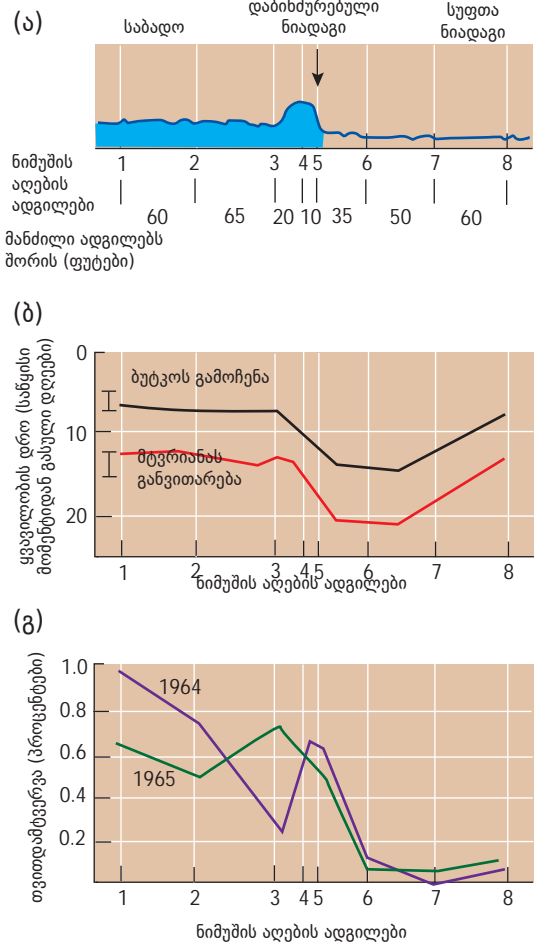 (ა)
საბადო
დაბინძურებული
ნიადაგი
სუფთა
ნიადაგი
ნიმუშის
აღების
ადგილები
1 2 3 4 5 6 7 8
60 65 20 10 35 50 60
მანძილი ადგილებს
შორის (ფუტები)
(ბ)
ყვავილობის დრო (საწყისი
მომენტიდან გასული დღეები)
0
10
20
ბუტკოს გამოჩენა
მტვრიანას
განვითარება
1 2 3 4 5 6 7 8
ნიმუშის აღების ადგილები
(გ)
თვითდამტვერვა (პროცენტები)
1.0
0.8
0.6
0.4
0.2
1964
1965
1 2 3 4 5 6 7 8
ნიმუშის აღების ადგილები